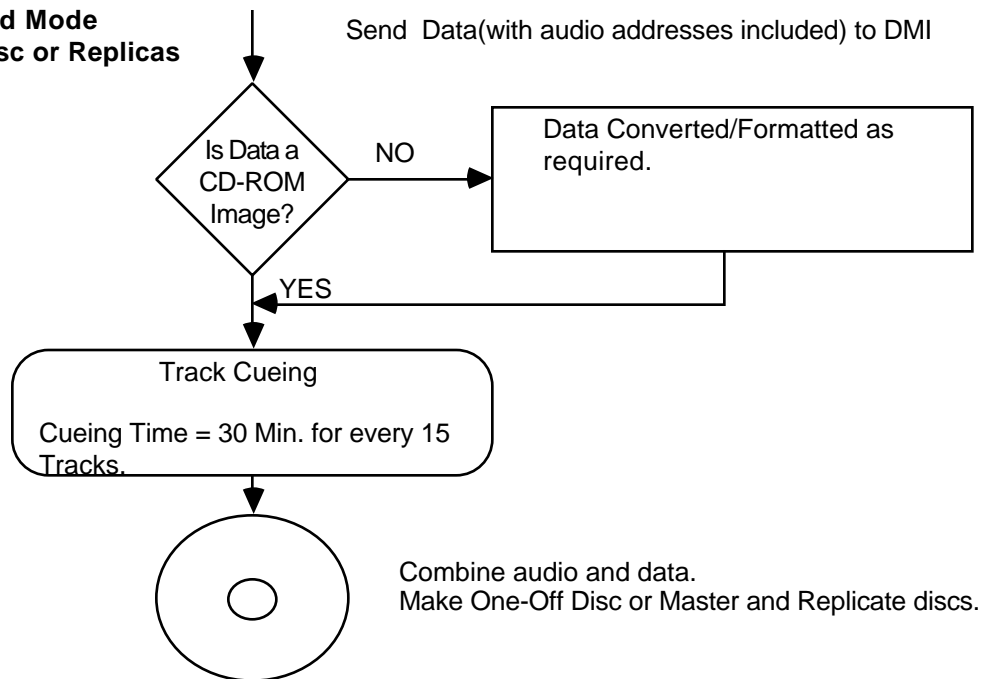 Mode
or Replicas
Send Data(with audio addresses included) to DMI
Is Data a
CD-ROM
Image?
NO
Data Converted/Formatted as
required.
YES
Track Cueing
Cueing Time = 30 Min. for every 15
Tracks.
Combine audio and data.
Make One-Off Disc or Master and Replicate discs.